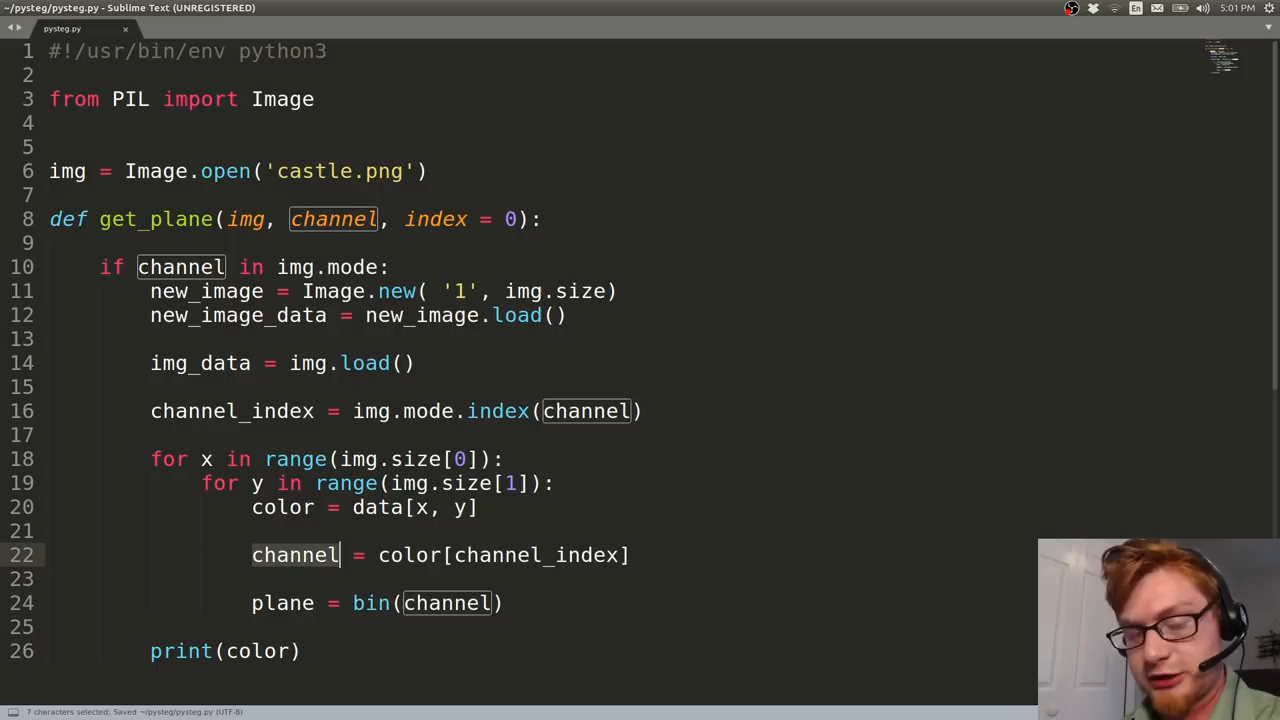 ~/pysteg/pysteg.py - Sublime Text (UNREGISTERED)
En
5:01 PM
pysteg.py
1 #!/usr/bin/env python3
2
3 from PIL import Image
4
5
6 img = Image.open('castle.png')
7
8 def get_plane(img, channel, index = 0):
9
10 if channel in img.mode:
11 new_image = Image.new( '1', img.size)
12 new_image_data = new_image.load()
13
14 img_data = img.load()
15
16 channel_index = img.mode.index(channel)
17
18 for x in range(img.size[0]):
19 for y in range(img.size[1]):
20 color = data[x, y]
21
22 channel = color[channel_index]
23
24 plane = bin(channel)
25
26 print(color)
7 characters selected; Saved ~/pysteg/pysteg.py (UTF-8)